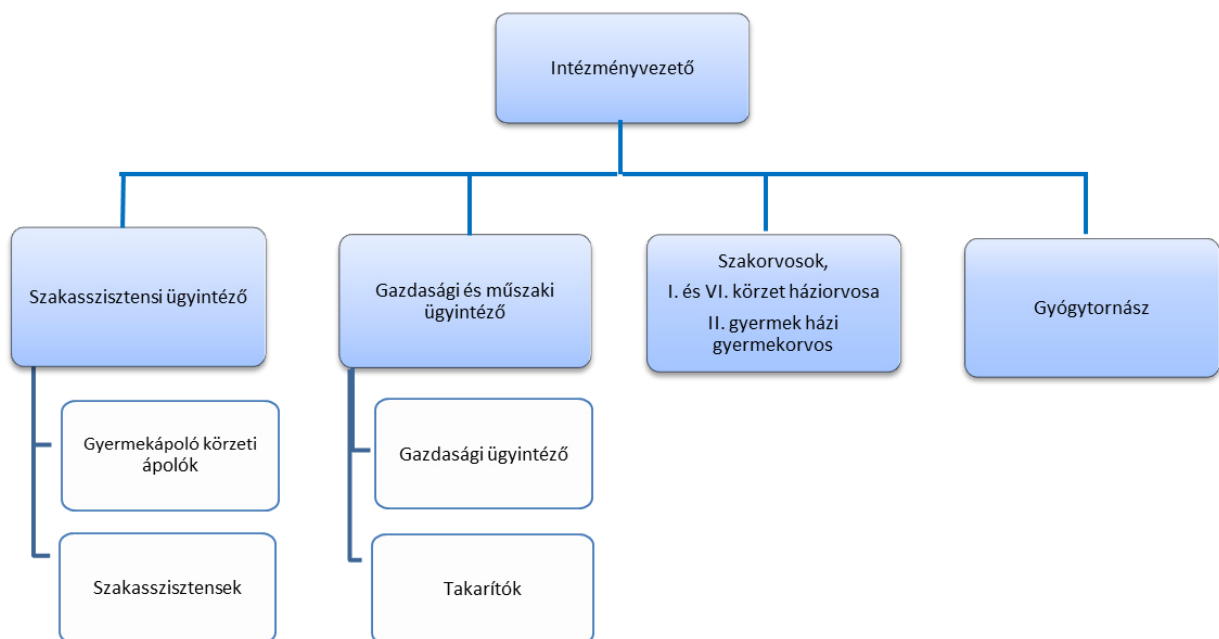 Intézményvezető
Szakasszisztensi ügyintéző
Gazdasági és műszaki
ügyintéző
Szakorvosok,
I. és VI. körzet háziorvosa
II. gyermek házi
gyermekorvos
Gyógytornász
Gyermekápoló körzeti
ápolók
Gazdasági ügyintéző
Szakasszisztensek
Takarítók